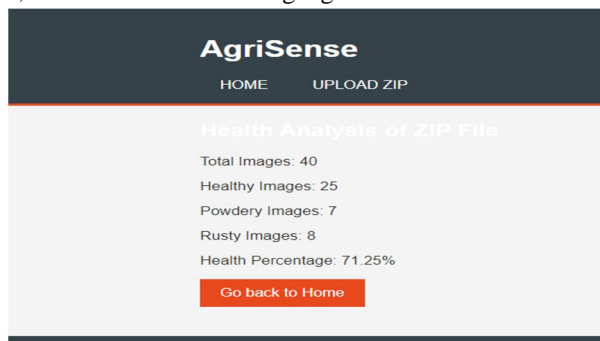 AgriSense
HOME UPLOAD ZIP
Health Analysis of ZIP File
Total Images: 40
Healthy Images: 25
Powdery Images: 7
Rusty Images: 8
Health Percentage: 71.25%
Go back to Home